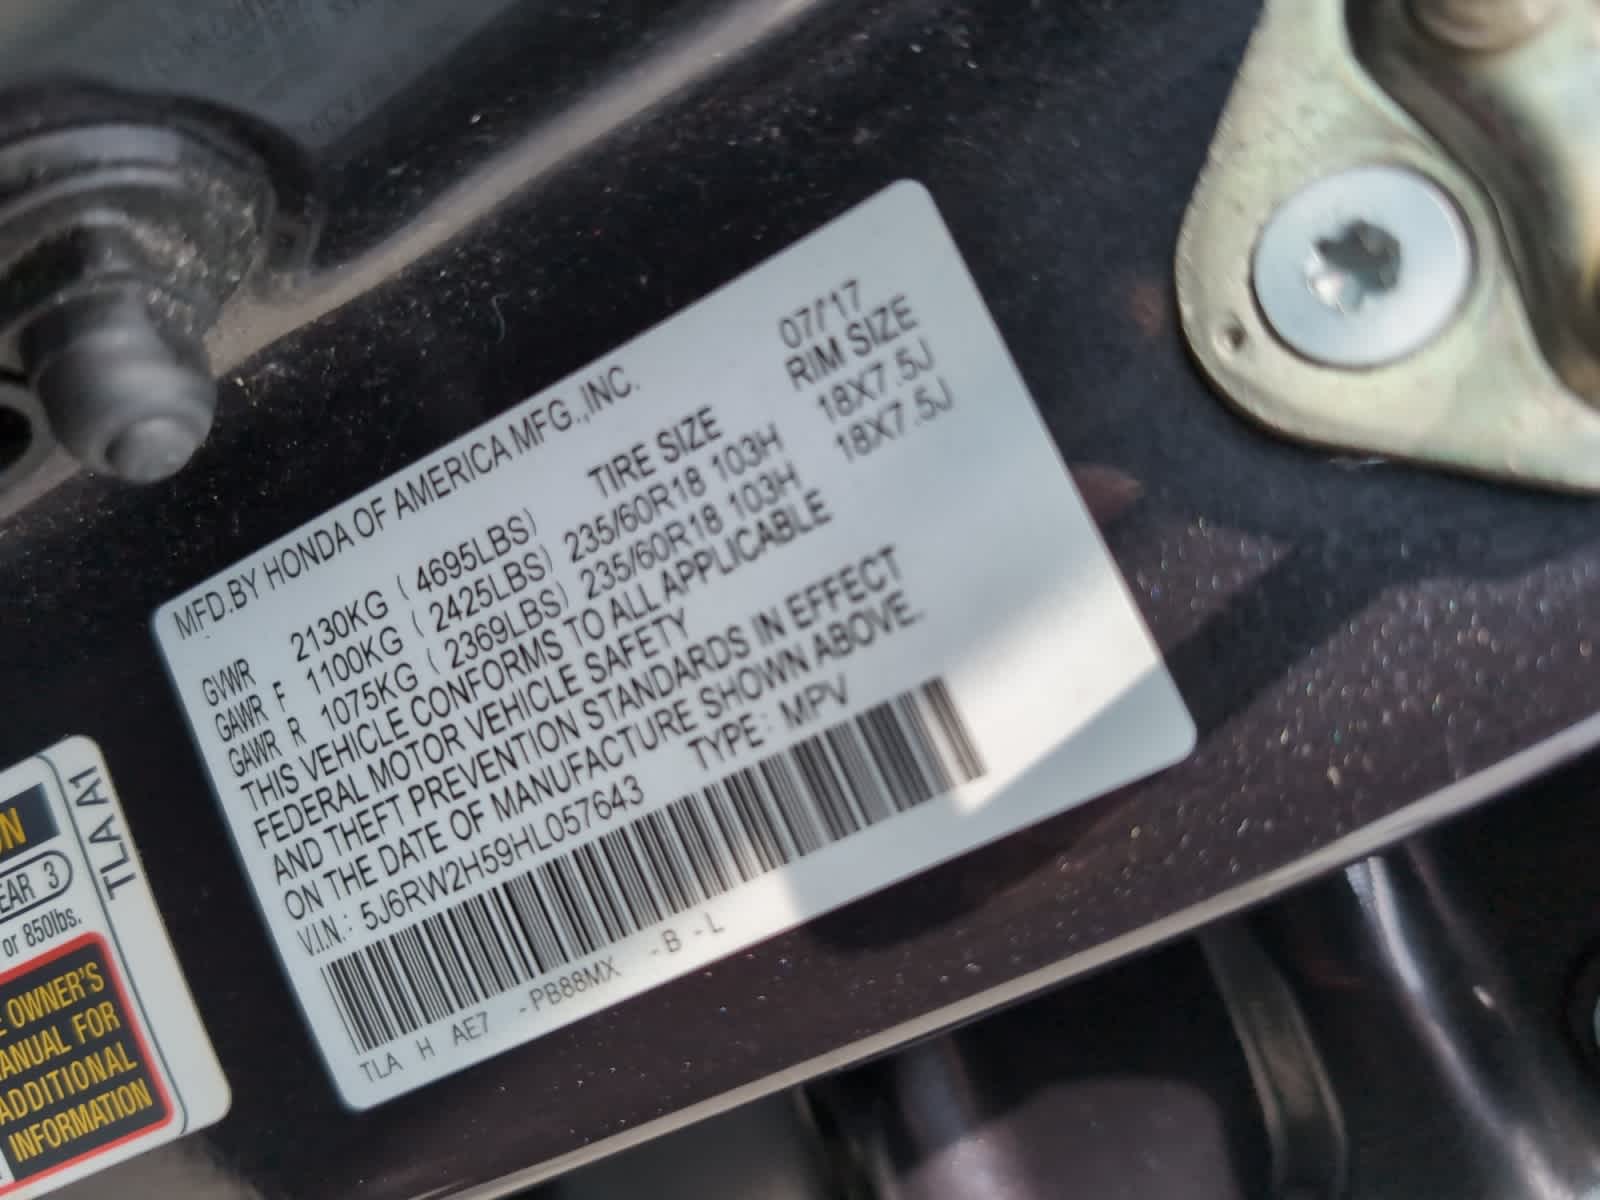 MFD.BY HONDA OF AMERICA MFG.,INC. 07/17
TIRE SIZE RIM SIZE
GVWR 2130KG ( 4695LBS)
GAWR F 1100KG ( 2425LBS) 235/60R18 103H 18X7.5J
GAWR R 1075KG ( 2369LBS) 235/60R18 103H 18X7.5J
THIS VEHICLE CONFORMS TO ALL APPLICABLE
FEDERAL MOTOR VEHICLE SAFETY
AND THEFT PREVENTION STANDARDS IN EFFECT
ON THE DATE OF MANUFACTURE SHOWN ABOVE.
V.I.N.: 5J6RW2H59HL057643 TYPE: MPV
TLA H AE7 -PB88MX -B -L
TLA A1
3
or 850lbs.
OWNER'S
FOR
ADDITIONAL
INFORMATION